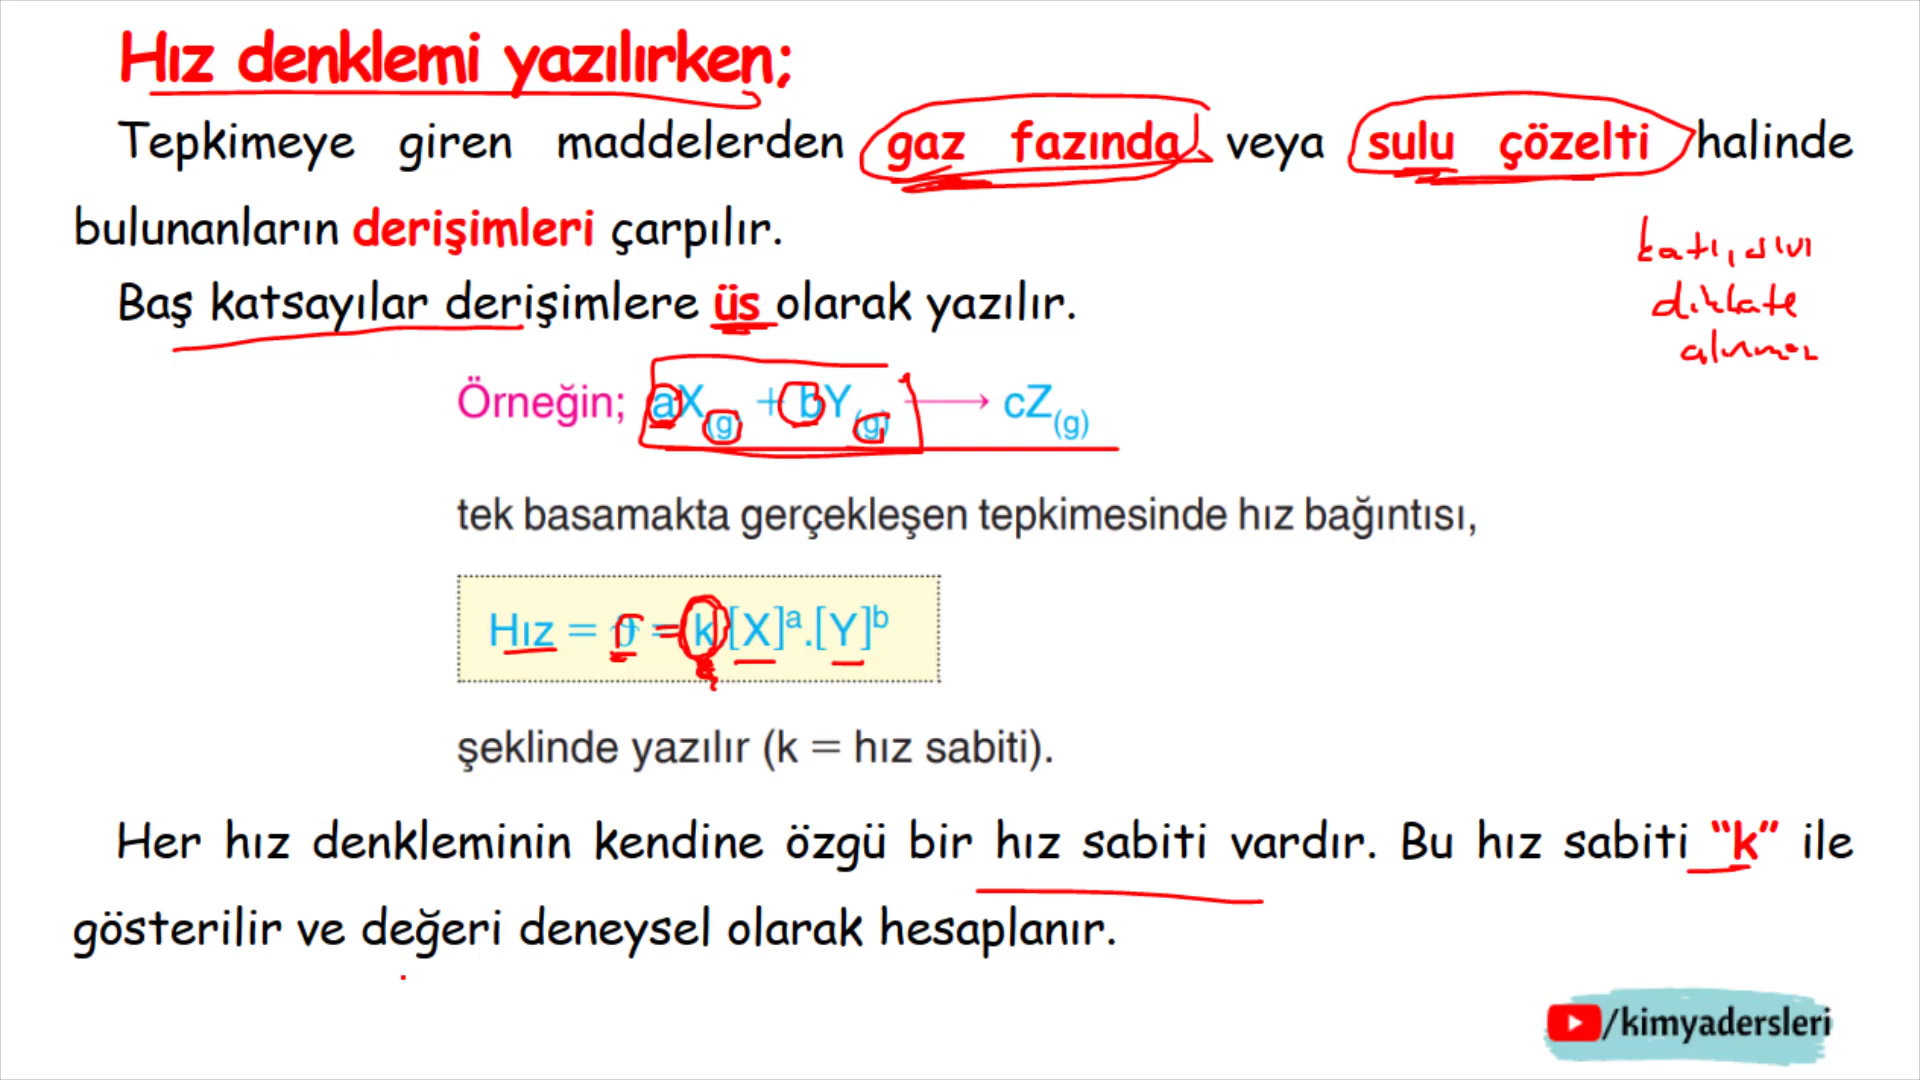 Hız denklemi yazılırken;
Tepkimeye giren maddelerden gaz fazında veya sulu çözelti halinde
bulunanların derişimleri çarpılır.
katı, sıvı
dikkate
alınmaz
Baş katsayılar derişimlere üs olarak yazılır.
Örneğin; aX(g) + bY(g) → cZ(g)
tek basamakta gerçekleşen tepkimesinde hız bağıntısı,
Hız = ϑ = k [X]ᵃ.[Y]ᵇ
şeklinde yazılır (k = hız sabiti).
Her hız denkleminin kendine özgü bir hız sabiti vardır. Bu hız sabiti “k” ile
gösterilir ve değeri deneysel olarak hesaplanır.
/kimyadersleri